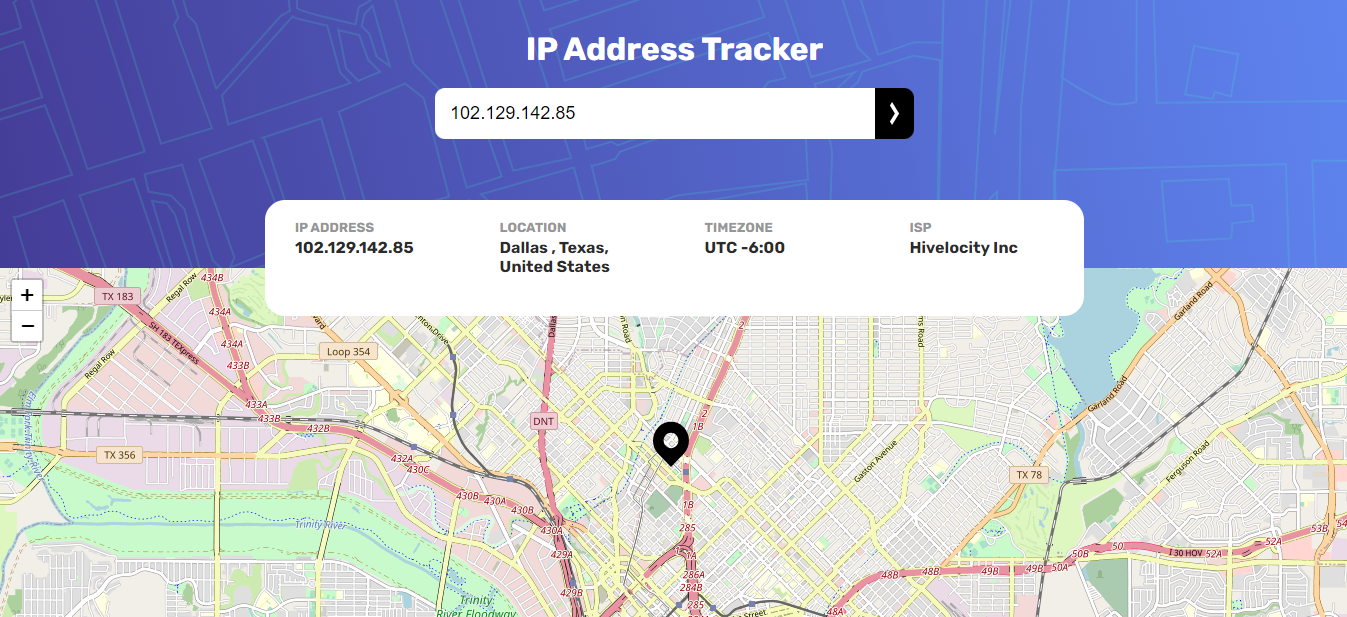 IP Address Tracker
102.129.142.85
❯
IP ADDRESS
102.129.142.85
LOCATION
Dallas , Texas,
United States
TIMEZONE
UTC -6:00
ISP
Hivelocity Inc
+
−
434B
Regal Row
TX 183
434A
SH 183 TEXpress
434A
Loop 354
433B
Regal Row
433A
433B
432B
TX 356
432A
430C
430B
430A
430B
430A
429A
429B
Trinity River
Trinity
River Floodway
Dallas
DNT
2
2
1B
1B
285
1A
286A
284B
285
Street
Gaston Avenue
Garland Road
Garland Road
Ferguson Road
TX 78
48A
48B
48B
49B
49B
50A
50B
50
I 30 HOV
52A
52A
53B